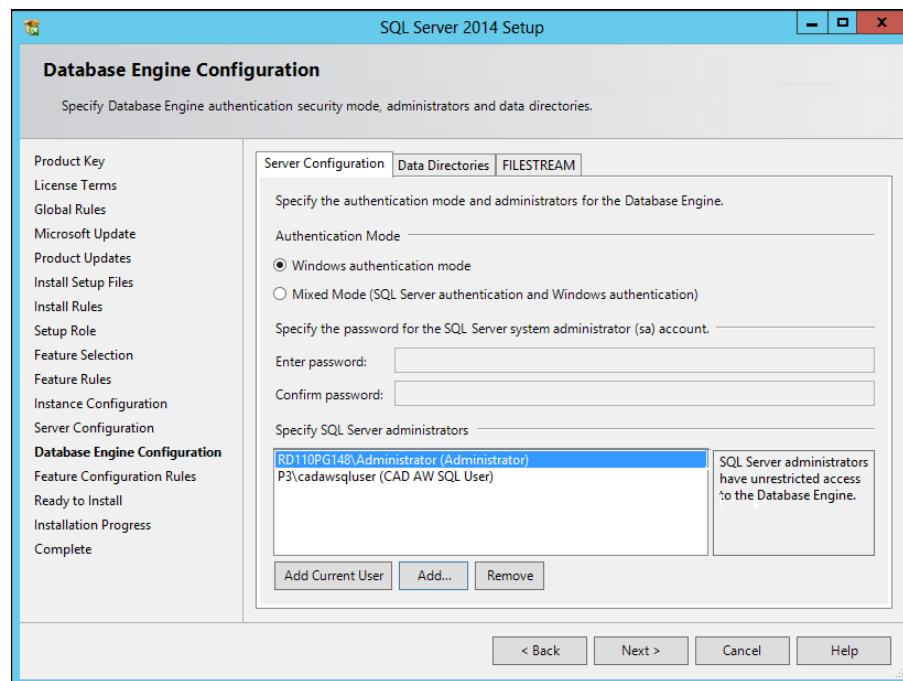 SQL Server 2014 Setup
Database Engine Configuration
Specify Database Engine authentication security mode, administrators and data directories.
Product Key
License Terms
Global Rules
Microsoft Update
Product Updates
Install Setup Files
Install Rules
Setup Role
Feature Selection
Feature Rules
Instance Configuration
Server Configuration
Database Engine Configuration
Feature Configuration Rules
Ready to Install
Installation Progress
Complete
Server Configuration Data Directories FILESTREAM
Specify the authentication mode and administrators for the Database Engine.
Authentication Mode
Windows authentication mode
Mixed Mode (SQL Server authentication and Windows authentication)
Specify the password for the SQL Server system administrator (sa) account.
Enter password:
Confirm password:
Specify SQL Server administrators
RD110PG148\Administrator (Administrator)
P3\cadawsqluser (CAD AW SQL User)
SQL Server administrators
have unrestricted access
to the Database Engine.
Add Current User Add... Remove
< Back Next > Cancel Help